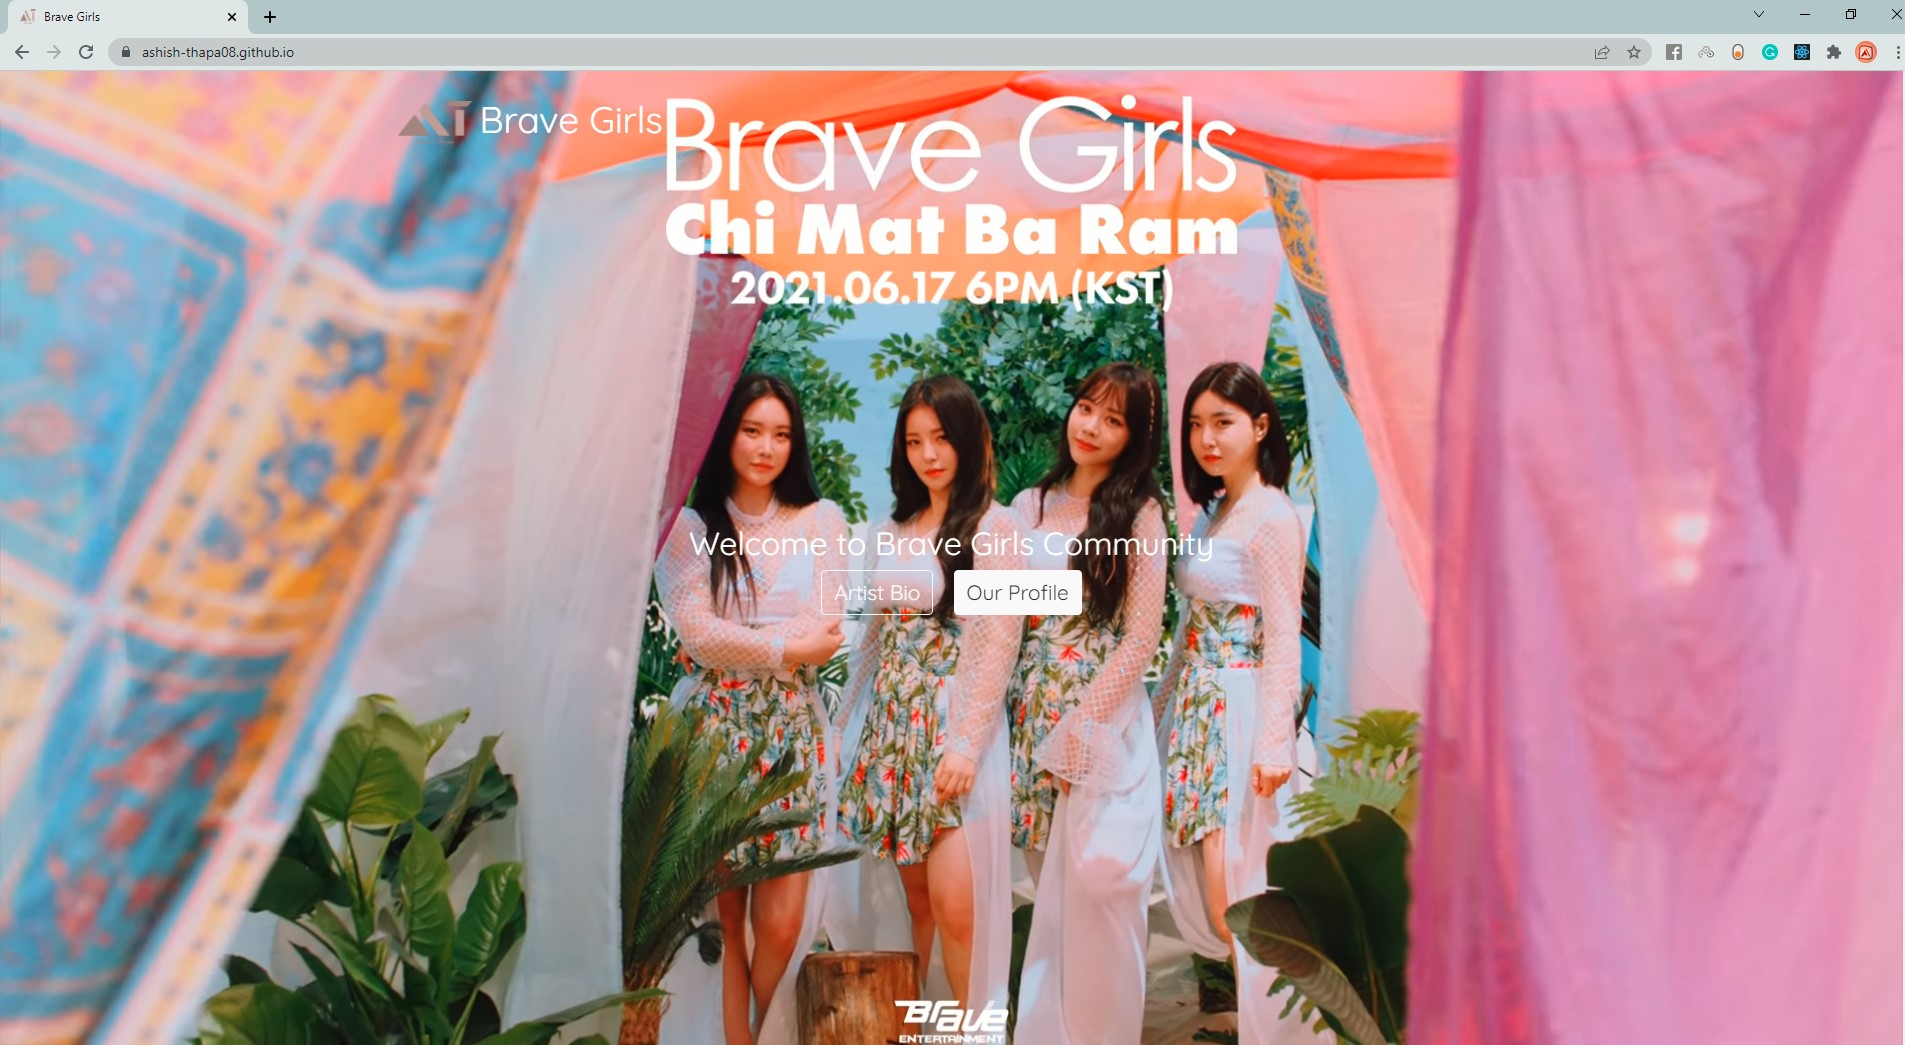 Brave Girls
ashish-thapa08.github.io
AT Brave Girls
Brave Girls
Chi Mat Ba Ram
2021.06.17 6PM (KST)
Welcome to Brave Girls Community
Artist Bio
Our Profile
Brave
ENTERTAINMENT